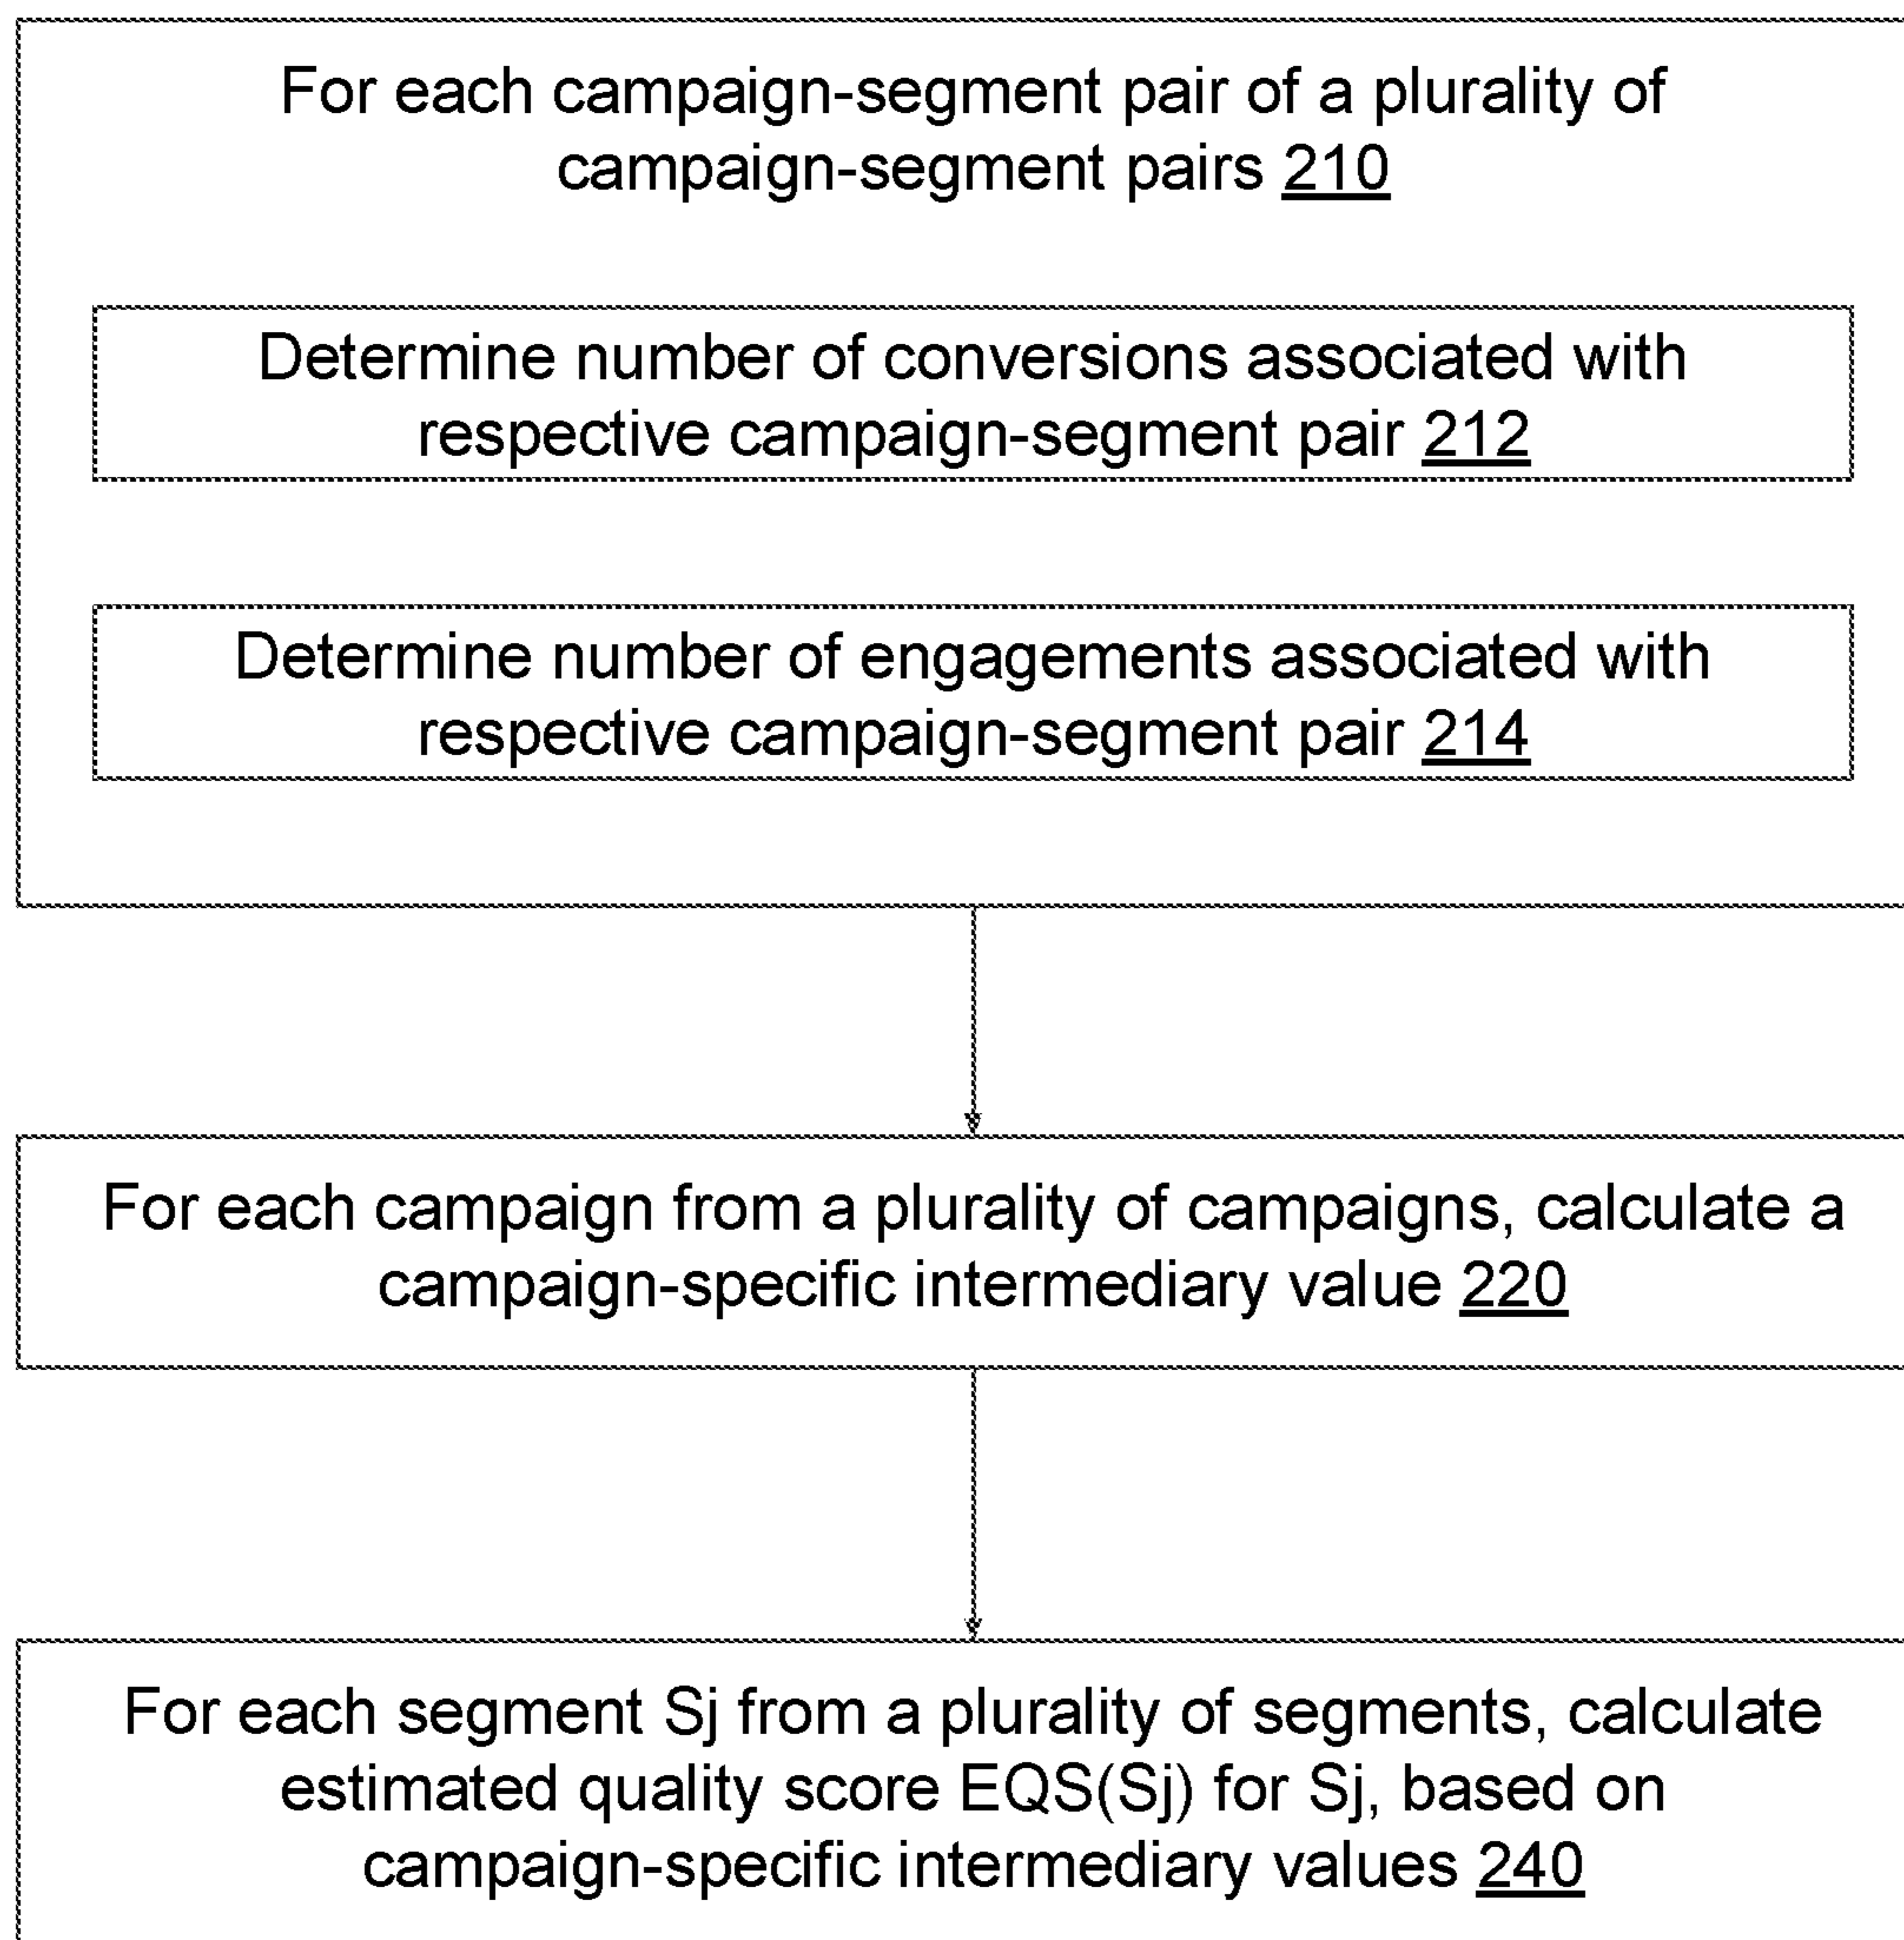 For each campaign-segment pair of a plurality of
campaign-segment pairs 210
Determine number of conversions associated with
respective campaign-segment pair 212
Determine number of engagements associated with
respective campaign-segment pair 214
For each campaign from a plurality of campaigns, calculate a
campaign-specific intermediary value 220
For each segment Sj from a plurality of segments, calculate
estimated quality score EQS(Sj) for Sj, based on
campaign-specific intermediary values 240